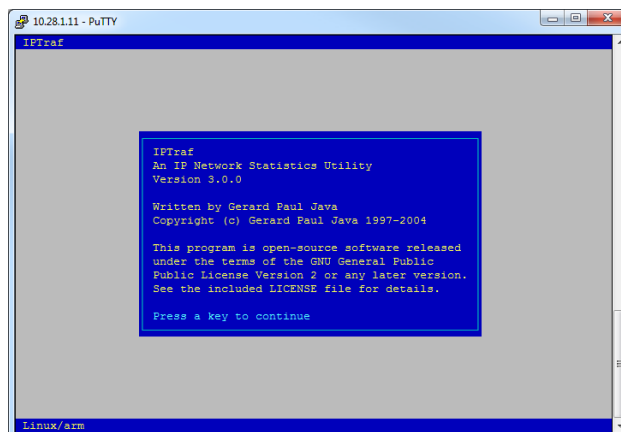 10.28.1.11 - PuTTY
IPTraf
IPTraf
An IP Network Statistics Utility
Version 3.0.0
Written by Gerard Paul Java
Copyright (c) Gerard Paul Java 1997-2004
This program is open-source software released
under the terms of the GNU General Public
Public License Version 2 or any later version.
See the included LICENSE file for details.
Press a key to continue
Linux/arm